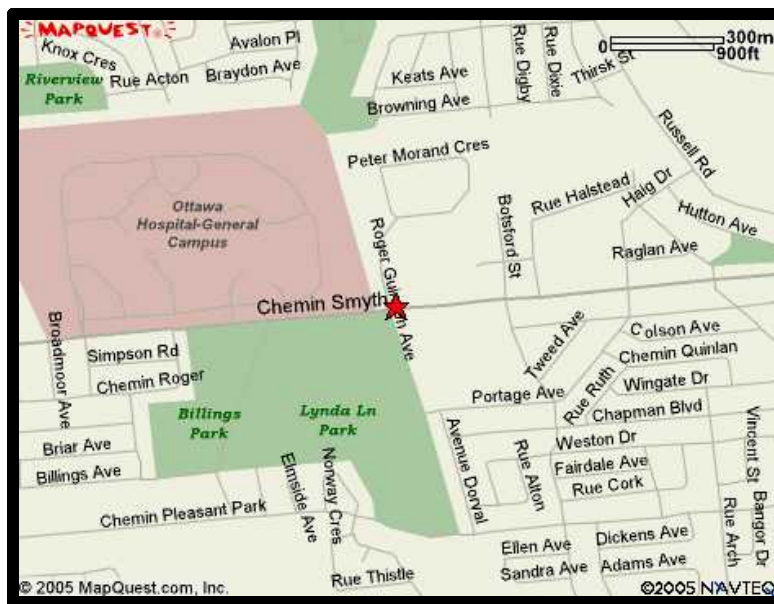 MAPQUEST
300m
0
900ft
Knox Cres
Avalon Pl
Rue Acton
Braydon Ave
Riverview
Park
Keats Ave
Browning Ave
Rue Digby
Rue Dixie
Thirsk St
Russell Rd
Peter Morand Cres
Ottawa
Hospital-General
Campus
Roger Guindon Ave
Botsford St
Rue Halstead
Haig Dr
Hutton Ave
Raglan Ave
Chemin Smyth
Broadmoor Ave
Simpson Rd
Chemin Roger
Tweed Ave
Colson Ave
Chemin Quinlan
Rue Ruth
Wingate Dr
Portage Ave
Chapman Blvd
Billings
Park
Lynda Ln
Park
Briar Ave
Billings Ave
Avenue Dorval
Rue Alton
Weston Dr
Fairdale Ave
Rue Cork
Vincent St
Bangor Dr
Rue Arch
Elmside Ave
Norway Cres
Chemin Pleasant Park
Ellen Ave
Dickens Ave
Sandra Ave
Adams Ave
Rue Thistle
© 2005 MapQuest.com, Inc.
©2005 NAVTEQ